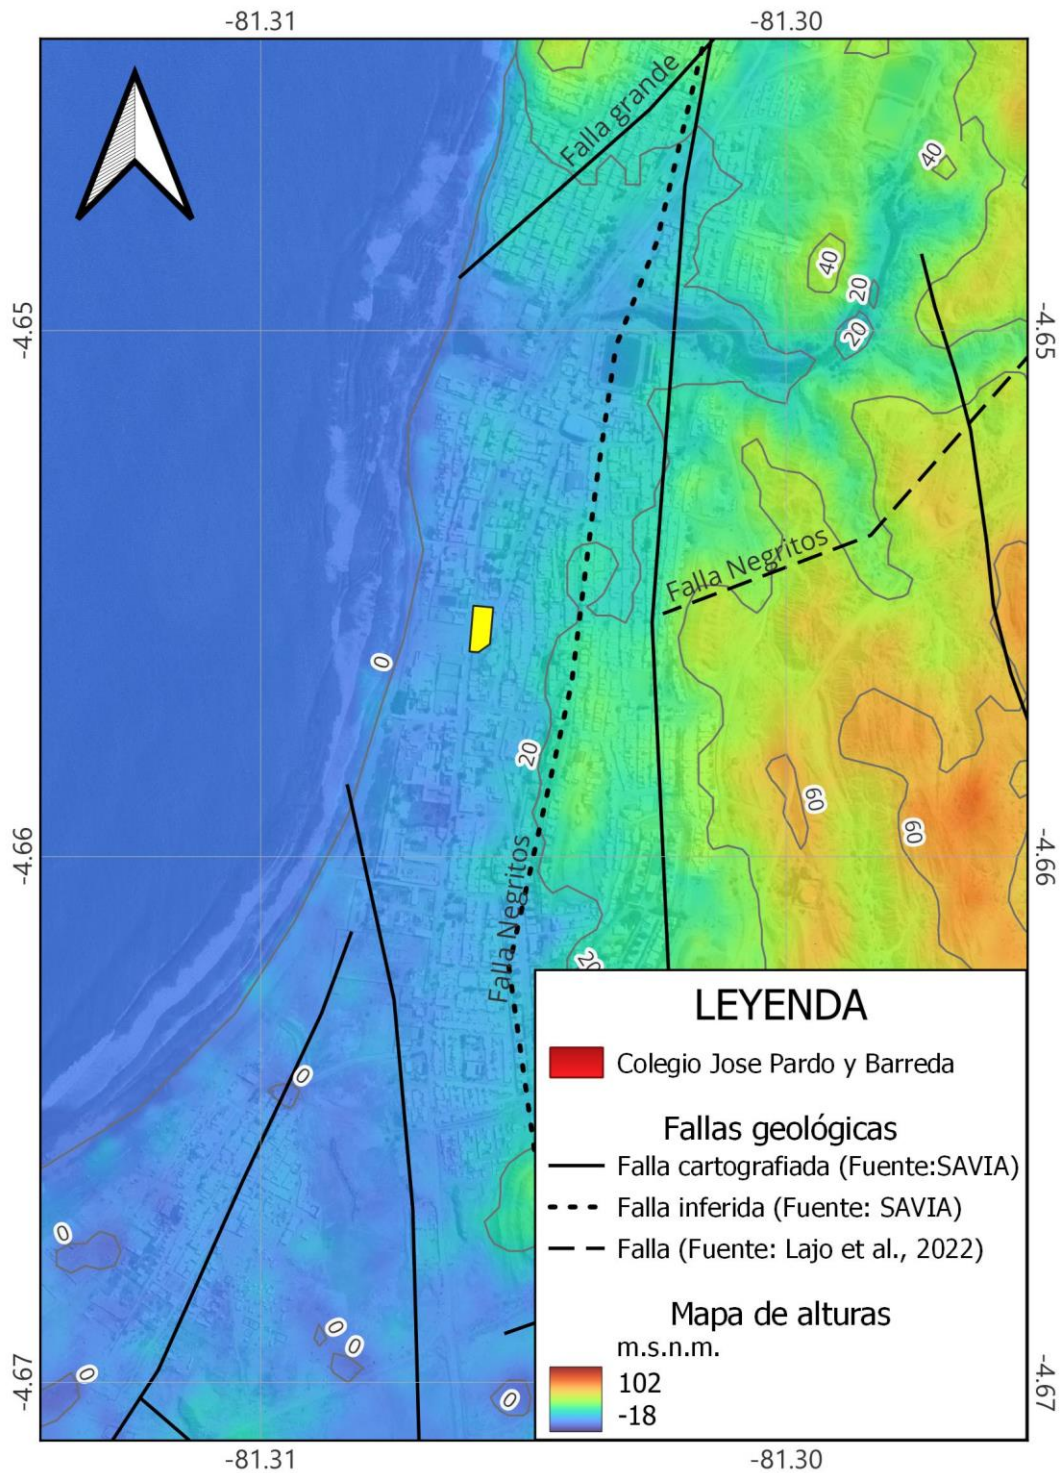 -81.31
-81.30
Falla grande
40
40
20
20
-4.65
-4.65
Falla Negritos
0
20
60
60
-4.66
-4.66
Falla Negritos
20
0
0
0
0
0
0
LEYENDA
Colegio Jose Pardo y Barreda
Fallas geológicas
Falla cartografiada (Fuente:SAVIA)
Falla inferida (Fuente: SAVIA)
Falla (Fuente: Lajo et al., 2022)
Mapa de alturas
m.s.n.m.
102
-18
-4.67
-4.67
-81.31
-81.30